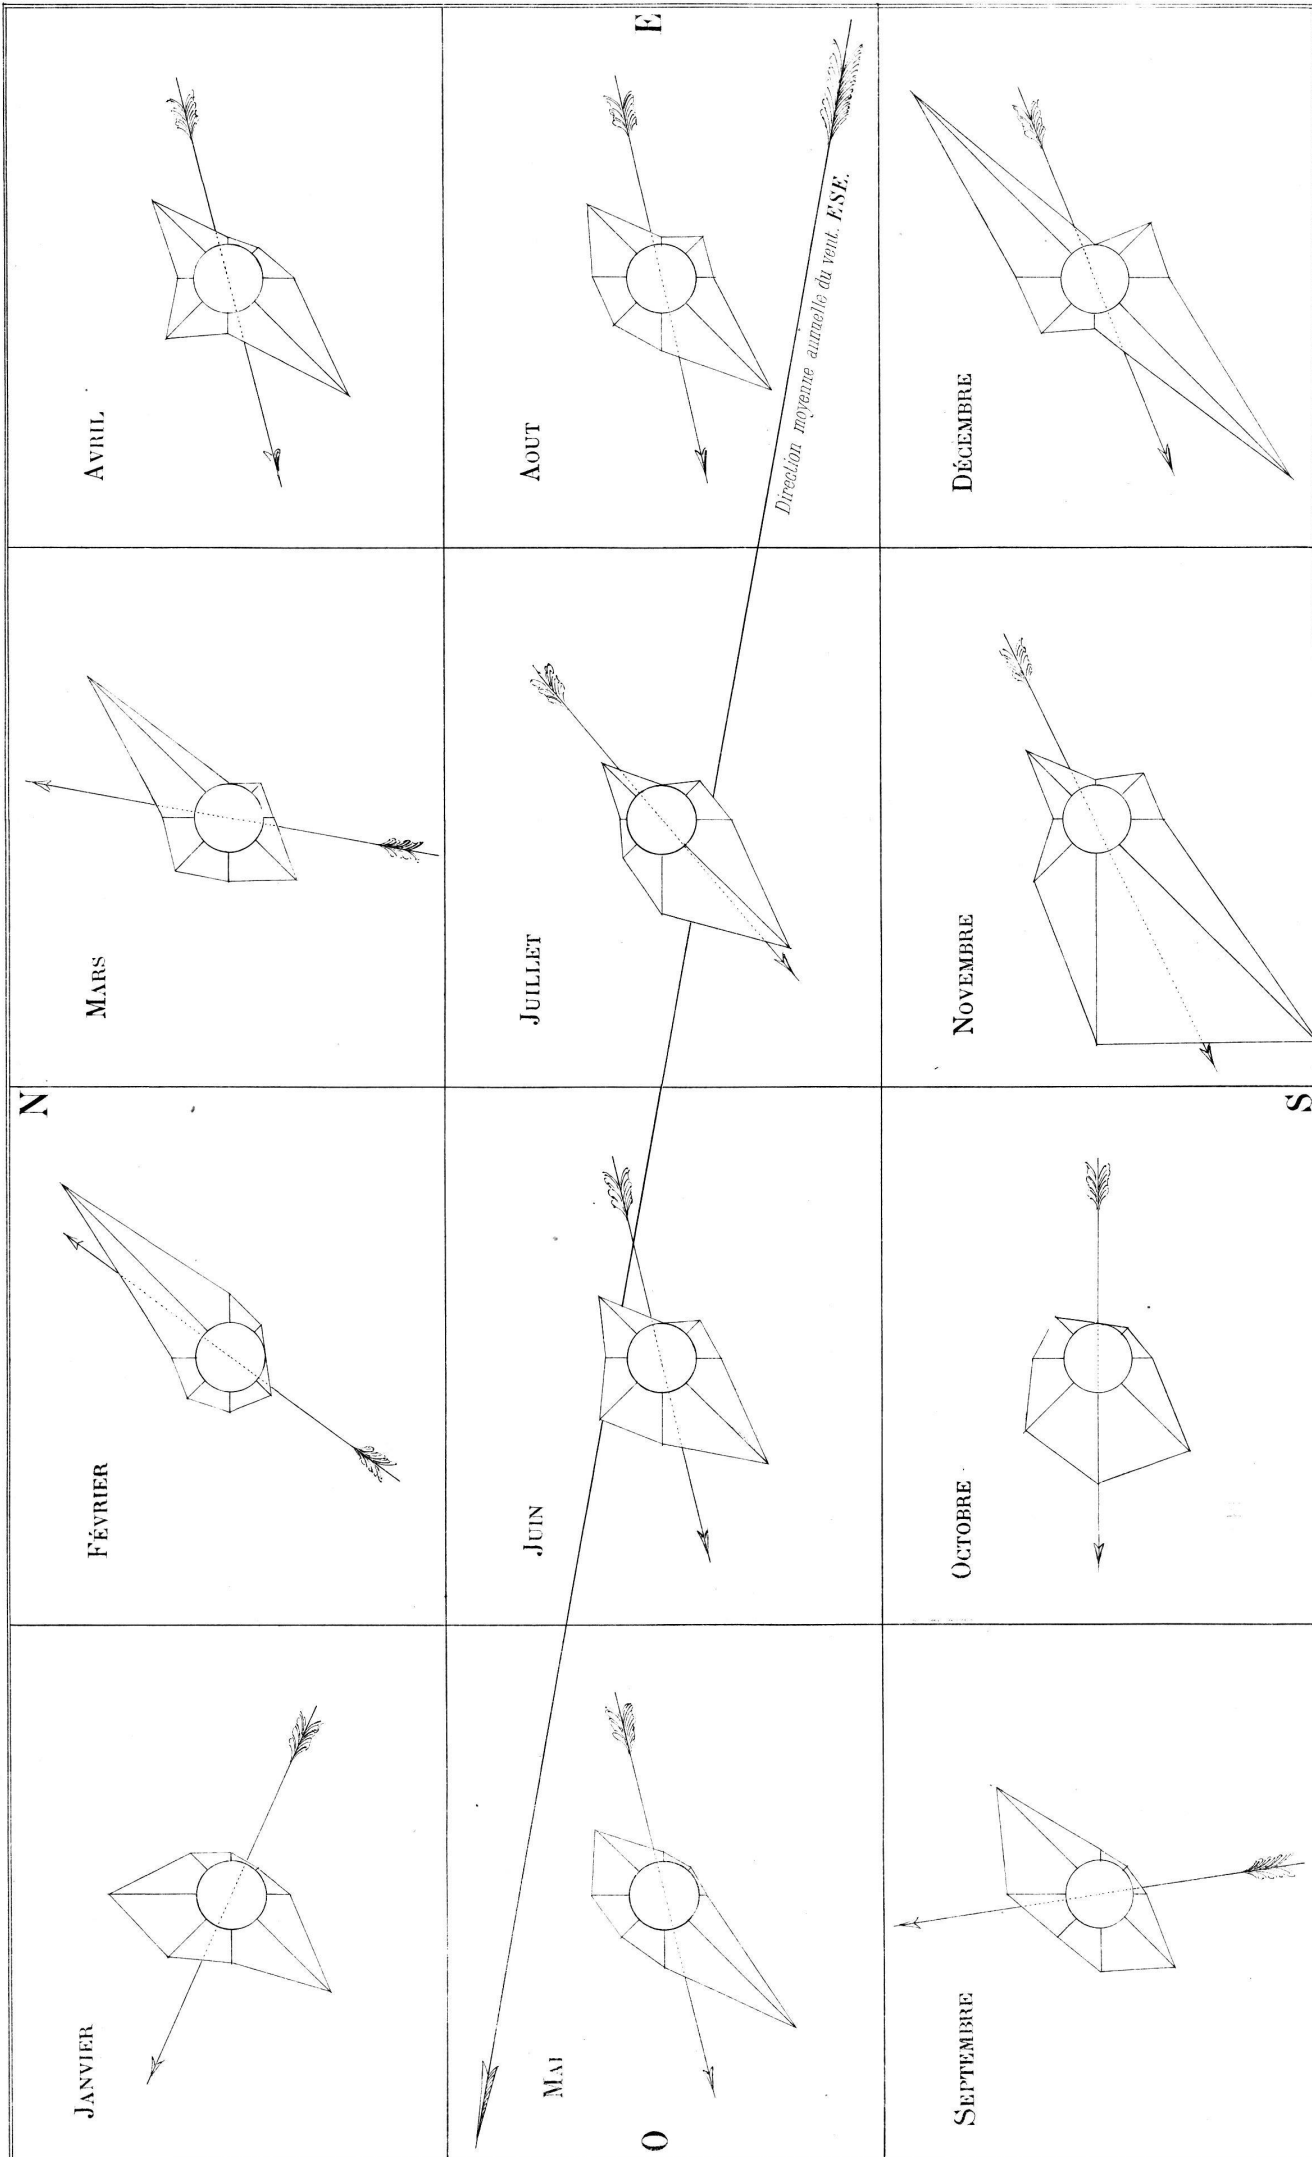 N
JANVIER
FÉVRIER
MARS
AVRIL
MAI
JUIN
JUILLET
AOUT
O
E
Direction moyenne annuelle du vent. ESE.
SEPTEMBRE
OCTOBRE
NOVEMBRE
DÉCEMBRE
S